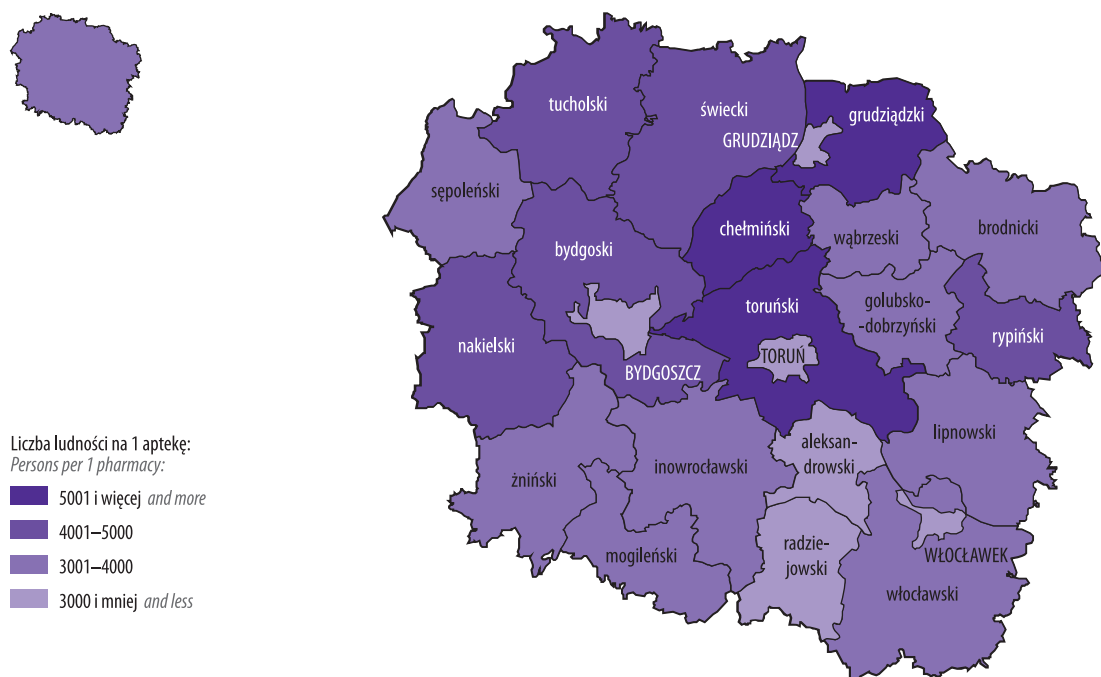 tucholski
świecki
GRUDZIĄDZ
grudziądzki
sępoleński
chełmiński
wąbrzeski
brodnicki
bydgoski
toruński
golubsko-
-dobrzyński
rypiński
nakielski
TORUŃ
BYDGOSZCZ
aleksan-
drowski
lipnowski
żniński
inowrocławski
mogileński
radzie-
jowski
WŁOCŁAWEK
włocławski
Liczba ludności na 1 aptekę:
Persons per 1 pharmacy:
5001 i więcej and more
4001–5000
3001–4000
3000 i mniej and less